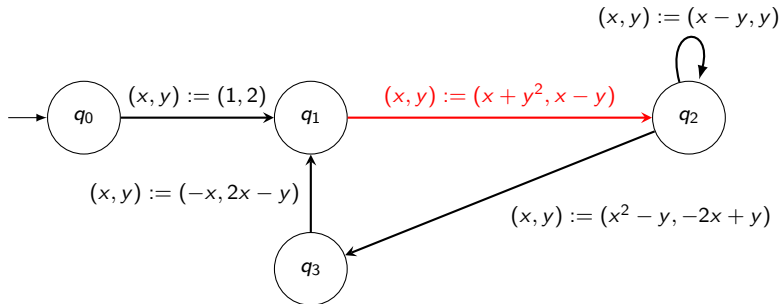 (x, y) := (x − y, y)
(x, y) := (1, 2)
(x, y) := (x + y², x − y)
q₀
q₁
q₂
(x, y) := (−x, 2x − y)
(x, y) := (x² − y, −2x + y)
q₃